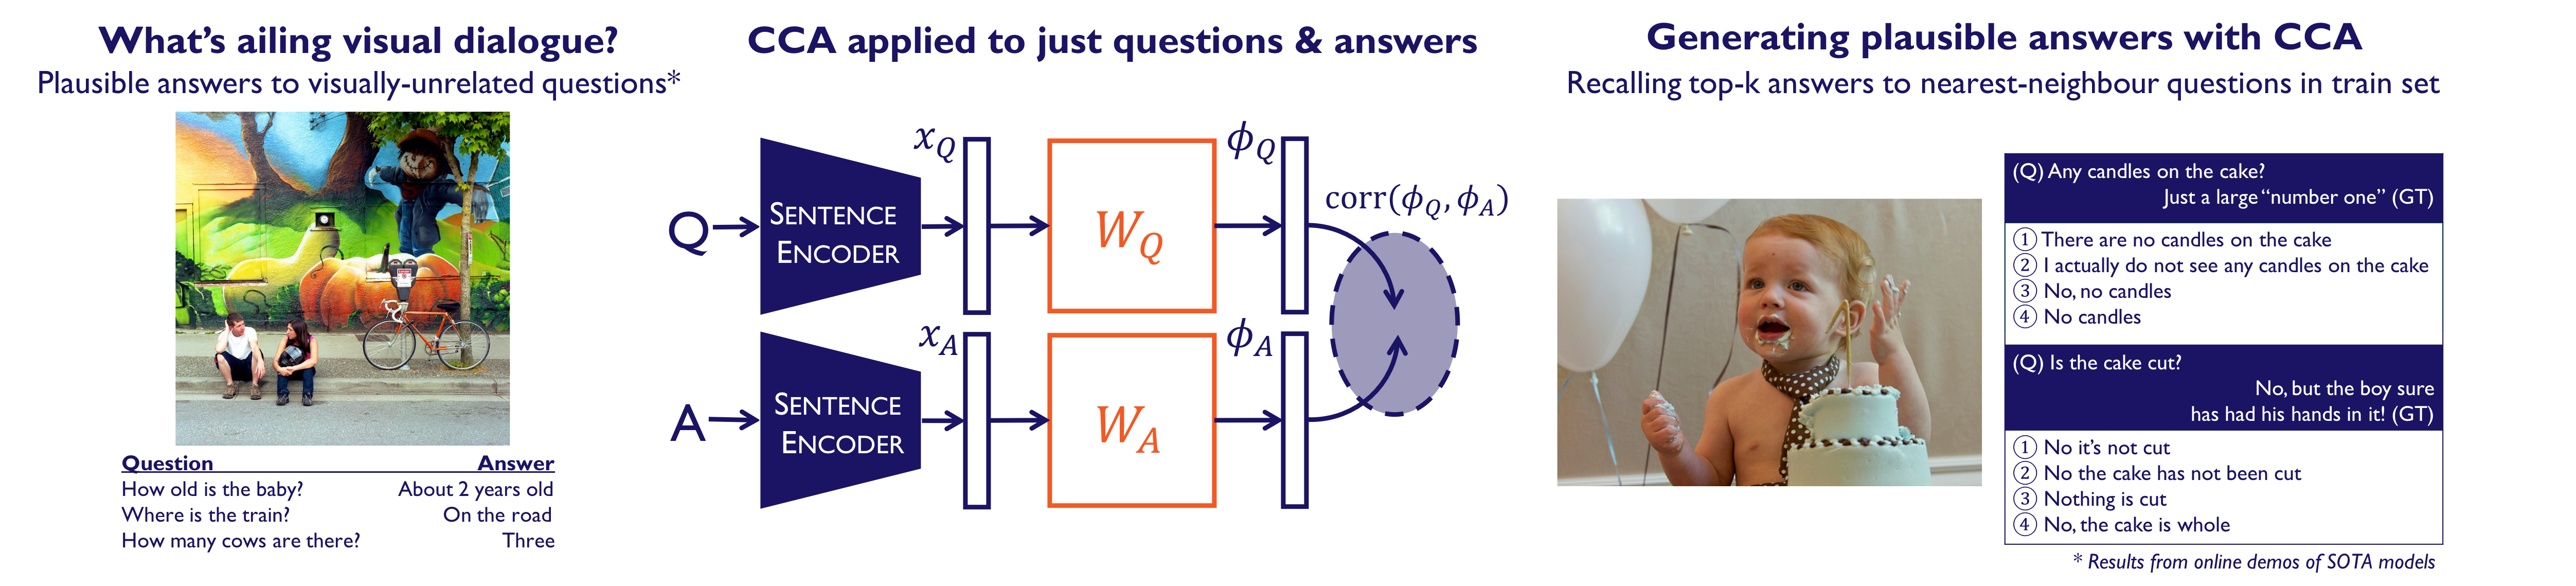 What's ailing visual dialogue?
Plausible answers to visually-unrelated questions*
Question Answer
How old is the baby? About 2 years old
Where is the train? On the road
How many cows are there? Three
CCA applied to just questions & answers
Q
SENTENCE
ENCODER
x_Q
W_Q
ϕ_Q
corr(ϕ_Q, ϕ_A)
A
SENTENCE
ENCODER
x_A
W_A
ϕ_A
Generating plausible answers with CCA
Recalling top-k answers to nearest-neighbour questions in train set
(Q) Any candles on the cake?
Just a large “number one” (GT)
① There are no candles on the cake
② I actually do not see any candles on the cake
③ No, no candles
④ No candles
(Q) Is the cake cut?
No, but the boy sure
has had his hands in it! (GT)
① No it's not cut
② No the cake has not been cut
③ Nothing is cut
④ No, the cake is whole
* Results from online demos of SOTA models